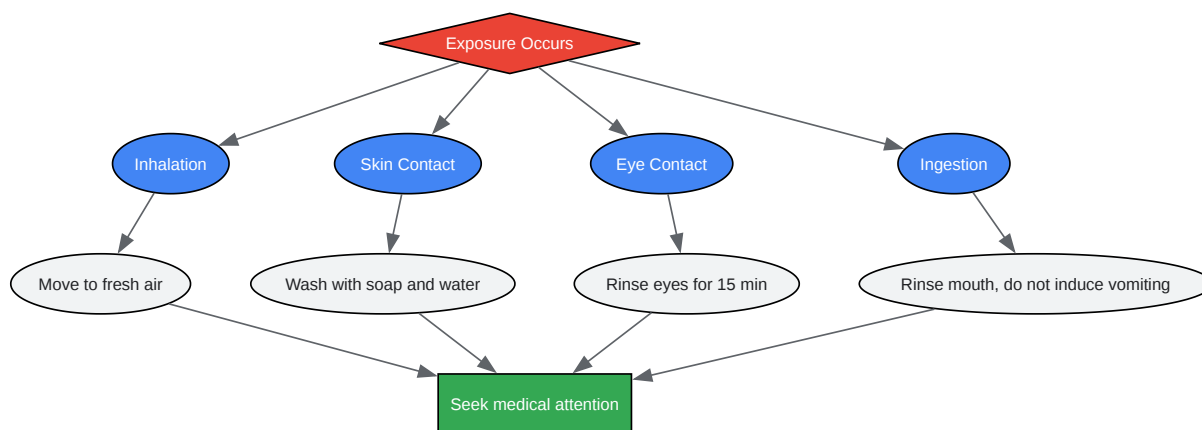 Exposure Occurs
Inhalation
Skin Contact
Eye Contact
Ingestion
Move to fresh air
Wash with soap and water
Rinse eyes for 15 min
Rinse mouth, do not induce vomiting
Seek medical attention